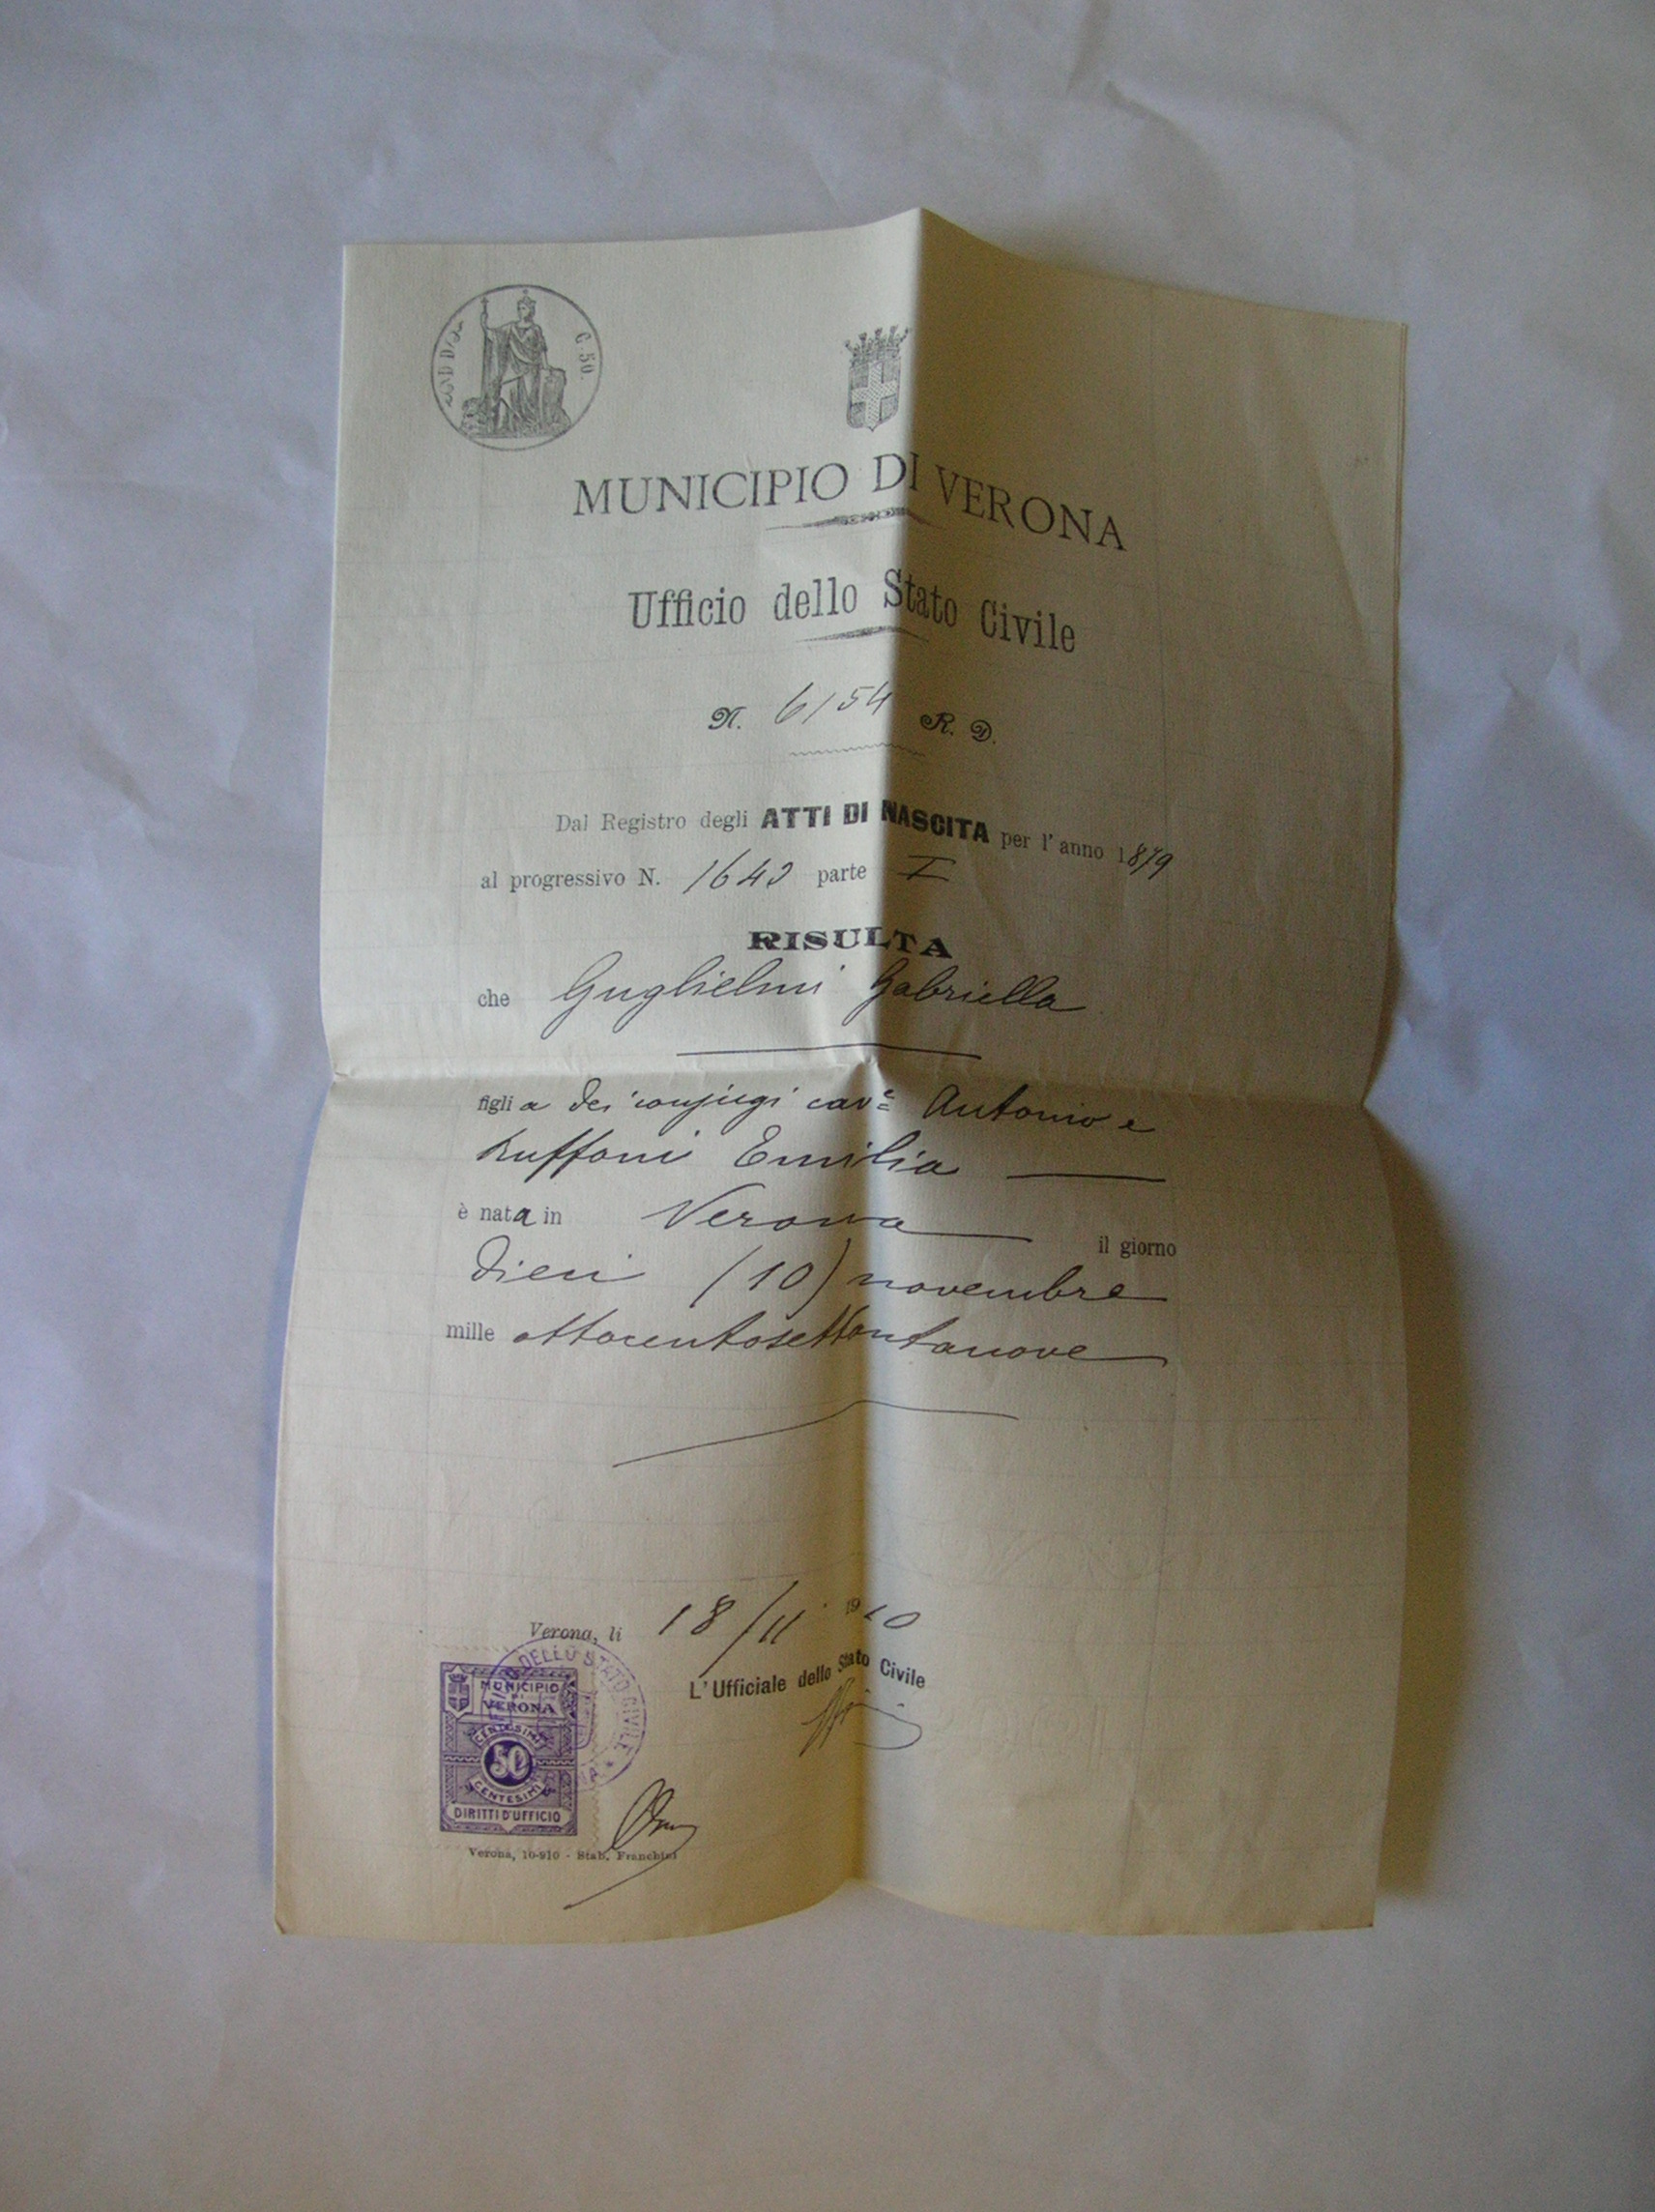 C. 50.
MUNICIPIO DI VERONA
Ufficio dello Stato Civile
N. 6154 R. D.
Dal Registro degli ATTI DI NASCITA per l'anno 1879
al progressivo N. 1643 parte I
RISULTA
che Guglielmi Gabriella
figlia dei coniugi cav.e Antonio e
Ruffoni Emilia
è nata in Verona il giorno
dieci (10) novembre
mille ottocentosettantanove
Verona, li 18/11 1910
L'Ufficiale dello Stato Civile
DELLO STATO CIVILE
MUNICIPIO
DI
VERONA
CENTESIMI
50
CENTESIMI
DIRITTI D'UFFICIO
Verona, 10-910 - Stab. Franchini